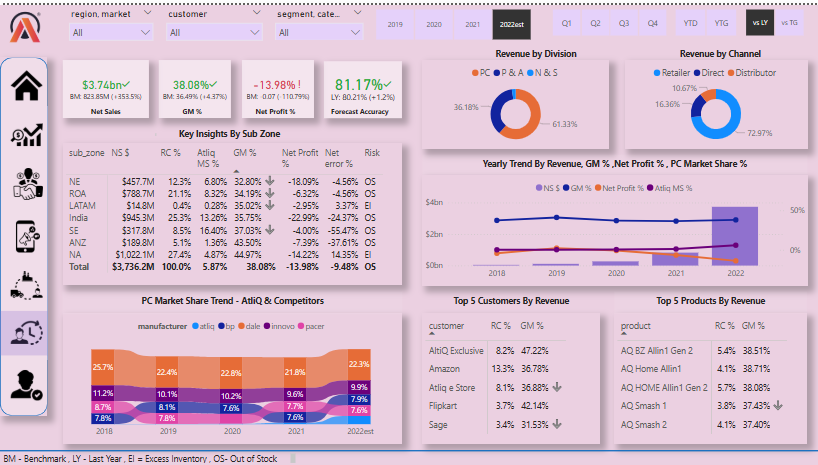 region, market customer segment, cate...
All All All
2019 2020 2021 2022est Q1 Q2 Q3 Q4 YTD YTG vs LY vs TG
$3.74bn
BM: 823.85M (+353.5%)
Net Sales
38.08%
BM: 36.49% (+4.37%)
GM %
-13.98% !
BM: -0.07 (-110.79%)
Net Profit %
81.17%
LY: 80.21% (+1.2%)
Forecast Accuracy
Revenue by Division
PC P & A N & S
36.18%
61.33%
Revenue by Channel
Retailer Direct Distributor
10.67%
16.36%
72.97%
Key Insights By Sub Zone
sub_zone NS $ RC % Atliq MS % GM % Net Profit % Net error % Risk
NE $457.7M 12.3% 6.80% 32.80% -18.09% -4.56% OS
ROA $788.7M 21.1% 8.32% 34.19% -6.32% -4.56% OS
LATAM $14.8M 0.4% 0.28% 35.02% -2.95% 3.37% EI
India $945.3M 25.3% 13.26% 35.75% -22.99% -24.37% OS
SE $317.8M 8.5% 16.40% 37.03% -4.00% -55.47% OS
ANZ $189.8M 5.1% 1.36% 43.50% -7.39% -37.61% OS
NA $1,022.1M 27.4% 4.87% 44.97% -14.22% 14.35% EI
Total $3,736.2M 100.0% 5.87% 38.08% -13.98% -9.48% OS
Yearly Trend By Revenue, GM % ,Net Profit % , PC Market Share %
NS $ GM % Net Profit % Atliq MS %
$4bn
$2bn
$0bn
50%
0%
2018 2019 2020 2021 2022
PC Market Share Trend - AtliQ & Competitors
manufacturer atliq bp dale innovo pacer
25.7% 22.4% 22.8% 21.8% 22.3%
11.2% 10.1% 10.2% 9.6% 9.9%
8.7% 8.1% 7.6% 7.7% 7.9%
7.8% 7.8% 7.6% 7.6%
2018 2019 2020 2021 2022est
Top 5 Customers By Revenue
customer RC % GM %
AltiQ Exclusive 8.2% 47.22%
Amazon 13.3% 36.78%
Atliq e Store 8.1% 36.88%
Flipkart 3.7% 42.14%
Sage 3.4% 31.53%
Top 5 Products By Revenue
product RC % GM %
AQ BZ Allin1 Gen 2 5.4% 38.51%
AQ Home Allin1 4.1% 38.71%
AQ HOME Allin1 Gen 2 5.7% 38.08%
AQ Smash 1 3.8% 37.43%
AQ Smash 2 4.1% 37.40%
BM - Benchmark , LY - Last Year , EI = Excess Inventory , OS- Out of Stock